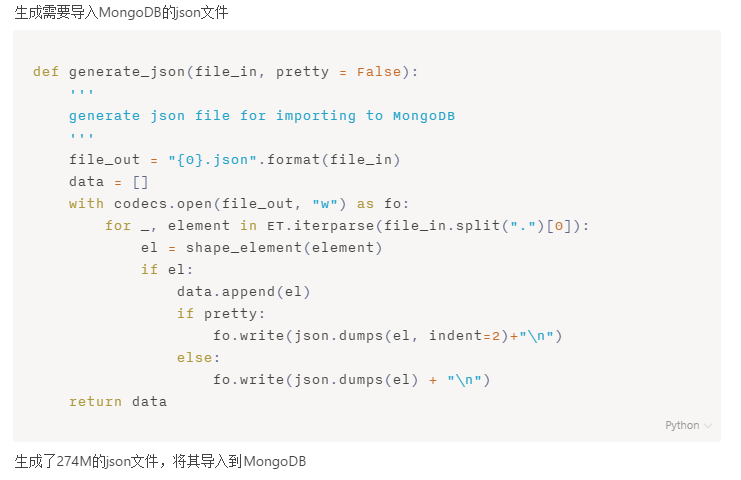 生成需要导入MongoDB的json文件
def generate_json(file_in, pretty = False):
    '''
    generate json file for importing to MongoDB
    '''
    file_out = "{0}.json".format(file_in)
    data = []
    with codecs.open(file_out, "w") as fo:
        for _, element in ET.iterparse(file_in.split(".")[0]):
            el = shape_element(element)
            if el:
                data.append(el)
                if pretty:
                    fo.write(json.dumps(el, indent=2)+"\n")
                else:
                    fo.write(json.dumps(el) + "\n")
    return data
Python
生成了274M的json文件，将其导入到MongoDB